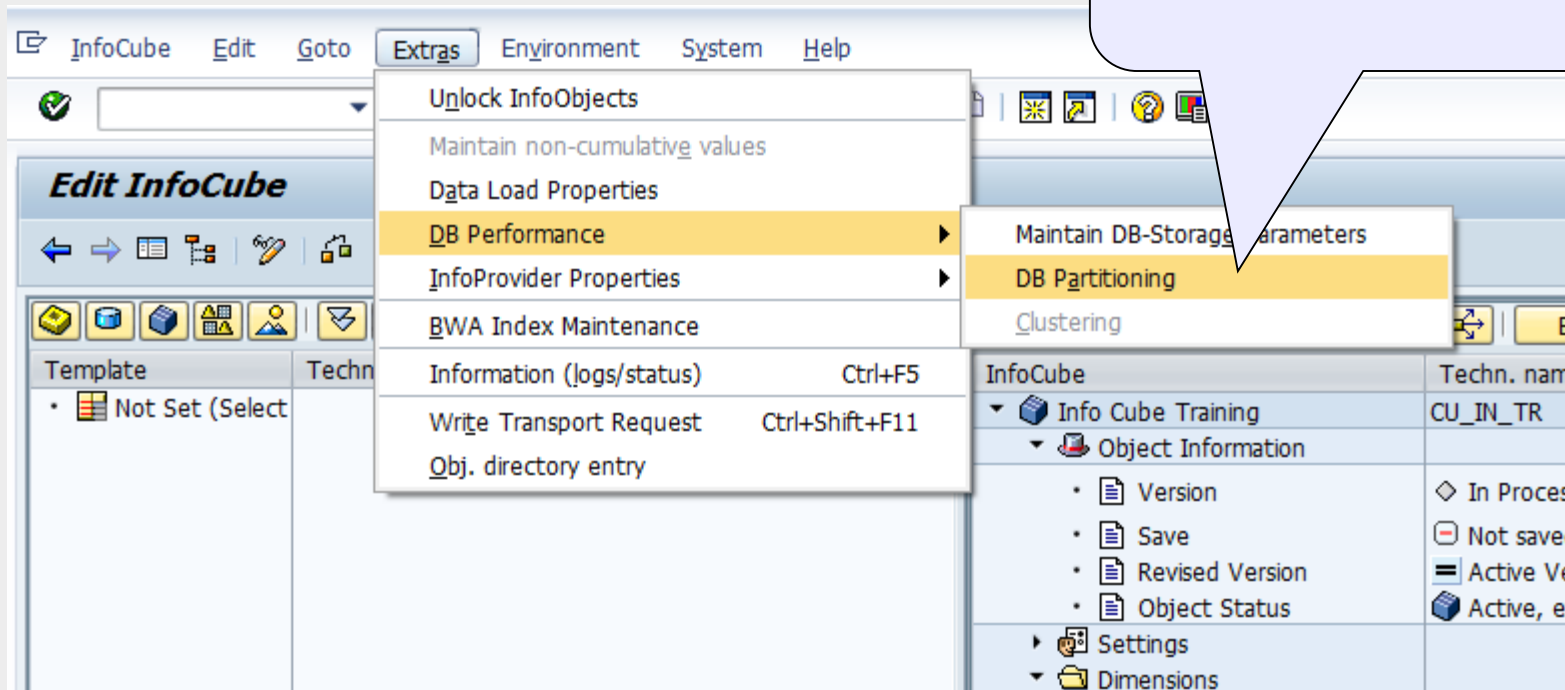 InfoCube Edit Goto Extras Environment System Help
Unlock InfoObjects
Maintain non-cumulative values
Edit InfoCube
Data Load Properties
DB Performance
Maintain DB-Storage Parameters
InfoProvider Properties
DB Partitioning
BWA Index Maintenance
Clustering
Template Techn
Information (logs/status) Ctrl+F5
InfoCube Techn. nam
Not Set (Select
Write Transport Request Ctrl+Shift+F11
Info Cube Training CU_IN_TR
Obj. directory entry
Object Information
Version In Proces
Save Not save
Revised Version Active Ve
Object Status Active, e
Settings
Dimensions